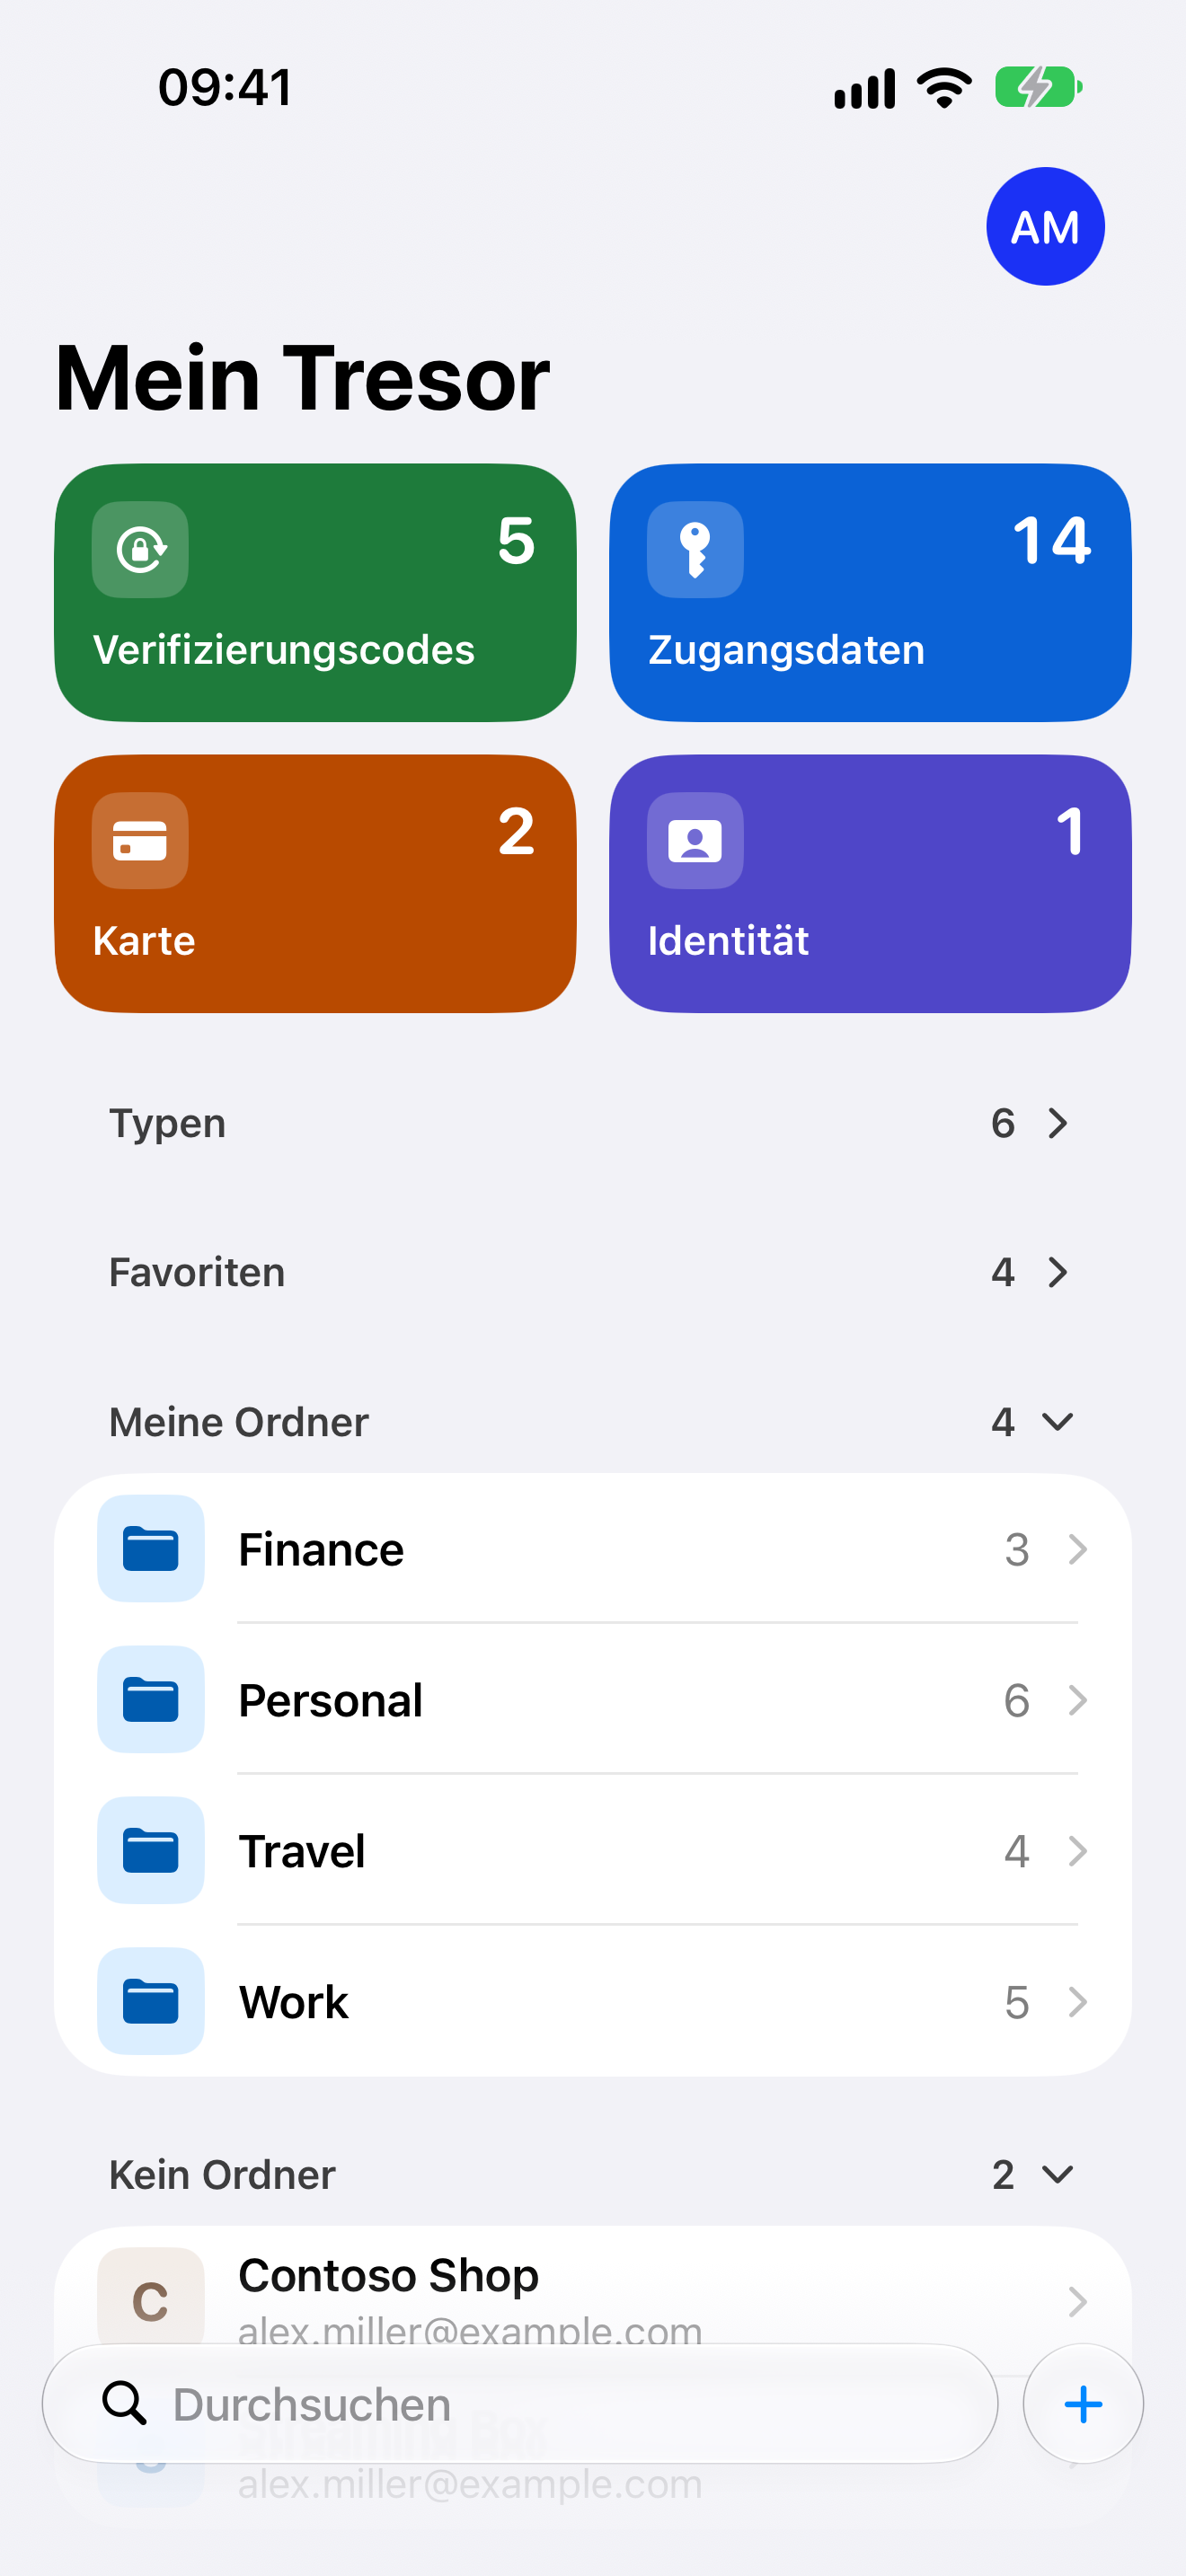 09:41
AM
Mein Tresor
5
Verifizierungscodes
14
Zugangsdaten
2
Karte
1
Identität
Typen 6
Favoriten 4
Meine Ordner 4
Finance 3
Personal 6
Travel 4
Work 5
Kein Ordner 2
C
Contoso Shop
alex.miller@example.com
Durchsuchen
alex.miller@example.com